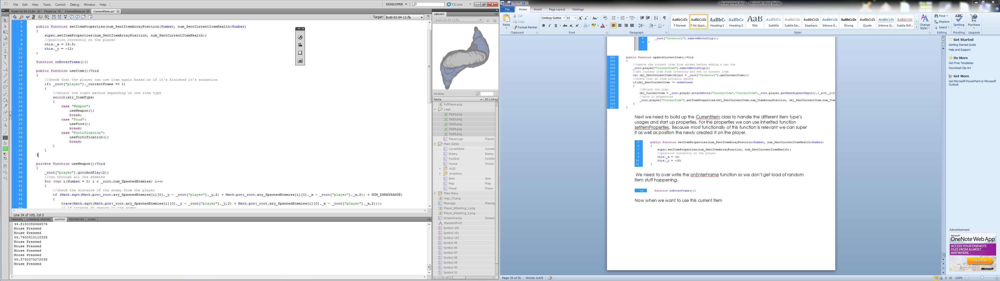 File Edit View Tools Control Debug Window Help
DEVELOPER
CS Live
Build-02-04-12.fla Player.as CurrentItem.as CurrentItem.as*
Target: Build-02-04-12.fla
4
5 public function setItemProperties(num_SentItemArrayPosition:Number, num_SentCurrentItemHealth:Number)
6 {
7 super.setItemProperties(num_SentItemArrayPosition, num_SentCurrentItemHealth);
8 //position correctly on the player
9 this._x = 15.5;
10 this._y = -12;
11 }
12
13 function onEnterFrame(){}
14
15 public function useItem():Void
16 {
17 //check that the player can use item again based on if it's finished it's animation
18 if( _root["player"]._currentFrame == 1)
19 {
20 //select the right method depending on the item type
21 switch(str_ItemType)
22 {
23 case "Weapon":
24 useWeapon();
25 break;
26 case "Food":
27 useFood();
28 break;
29 case "Fortification":
30 useFortification();
31 break;
32 }
33 }
34 }
35
36 private function useWeapon():Void
37 {
38 _root["player"].gotoAndPlay(2);
39 //run through all the enemies
40 for (var i:Number = 0; i < _root.num_SpawnedEnemies; i++)
41 {
42 //check the distance of the enemy from the player
43 if (Math.sqrt(Math.pow(_root.ary_SpawnedEnemies[i][0]._y - _root["player"]._y,2) + Math.pow(_root.ary_SpawnedEnemies[i][0]._x - _root["player"]._x,2)) < NUM_ENEMYRANGE)
44 {
45 trace(Math.sqrt(Math.pow(_root.ary_SpawnedEnemies[i][0]._y - _root["player"]._y,2) + Math.pow(_root.ary_SpawnedEnemies[i][0]._x - _root["player"]._x,2)));
46 // if inrange do damage to the enemy
Line 34 of 105, Col 3
TIMELINE COMPILER ERRORS OUTPUT PROPERTIES SCENE
44.8150086466576
Mouse Pressed
Mouse Pressed
59.7400410110338
Mouse Pressed
Mouse Pressed
Mouse Pressed
Mouse Pressed
55.5730375272038
Mouse Pressed
LIBRARY
Build-02-04-12.fla
154 items
Name AS Linkag
fullPlayer.png
Legs
Part1.png
Part2.png
Part3.png
Part4.png
Part5.png
PlayerLegs PlayerL
Main Game
CurrentItem Current
Enemy Enemy
FortSlot FortSlo
House House
HUD
Inventory
Item Item
Map Map
Player Player
Main Menu
map_V2.png
Message Messag
Player_Attacking_1.png
Player_Attacking_2.png
ScreenOverlay ScreenO
StandardFont
Symbol 100
Symbol 101
Symbol 102
Symbol 85
Symbol 86
Symbol 87
Symbol 88
Symbol 89
Symbol 90
Symbol 91
Development.docx - Microsoft Word Starter
File Home Insert Page Layout Mailings
Paste
Cut
Copy
Format Painter
Century Gothic 11
Clipboard Font Paragraph Styles Editing Proofing Upgrade
¶ Normal ¶ No Spaci... Heading 1 Heading 2 Title Subtitle Subtle Em... Emphasis Intense E... Strong Quote Intense Q... Subtle Ref...
Change Styles
Find
Replace
Select
Spelling
Purchase
8 _root["Inventory"].removeMovieClip();
9 }
303 public function updateCurrentItem():Void
304 {
305 //remove the current item from screen before adding a new one
306 _root.player["CurrentItem"].removeMovieClip();
307 //get current item from inventory and set to current item
308 var obj_SentCurrentItem:Object = _root["Inventory"].getCurrentItem();
309 //check that an item actually exists
310 if(obj_SentCurrentItem != undefined)
311 {
312 //Attach the item
313 obj_CurrentItem = _root.player.attachMovie("CurrentItem","CurrentItem",_root.player.getNextHighestDepth(),{_x:0,_y:0
314 //give it properties
315 _root.player["CurrentItem"].setItemProperties(obj_SentCurrentItem.num_ItemArrayPosition, obj_SentCurrentItem.num_Item
316 }
317 }
Next we need to build up the CurrentItem class to handle the different item type's
usages and start up properties. For the properties we can use inherited function
setItemProperties. Because most functionally of this function is relevant we can super
it as well as position the newly created it on the player.
5 public function setItemProperties(num_SentItemArrayPosition:Number, num_SentCurrentItemHealth:Number)
6 {
7 super.setItemProperties(num_SentItemArrayPosition, num_SentCurrentItemHealth);
8 //position correctly on the player
9 this._x = -2;
10 this._y = -18;
11 }
We need to over write the onEnterFrame function so we don't get load of random
item stuff happening.
13 function onEnterFrame(){}
Now when we want to use this current item
Page: 55 of 55 Words: 4,425
110%
Get Started
Getting Started Guide
Help and Support
Do More
Get Free Templates
Download Clip Art
Get More
Get Microsoft PowerPoint or Microsoft
Outlook
Advertisement
Microsoft
OneNote Web App
ACCESS YOUR ONENOTE
FILES FROM ALMOST
ANYWHERE.
Try it free
Microsoft